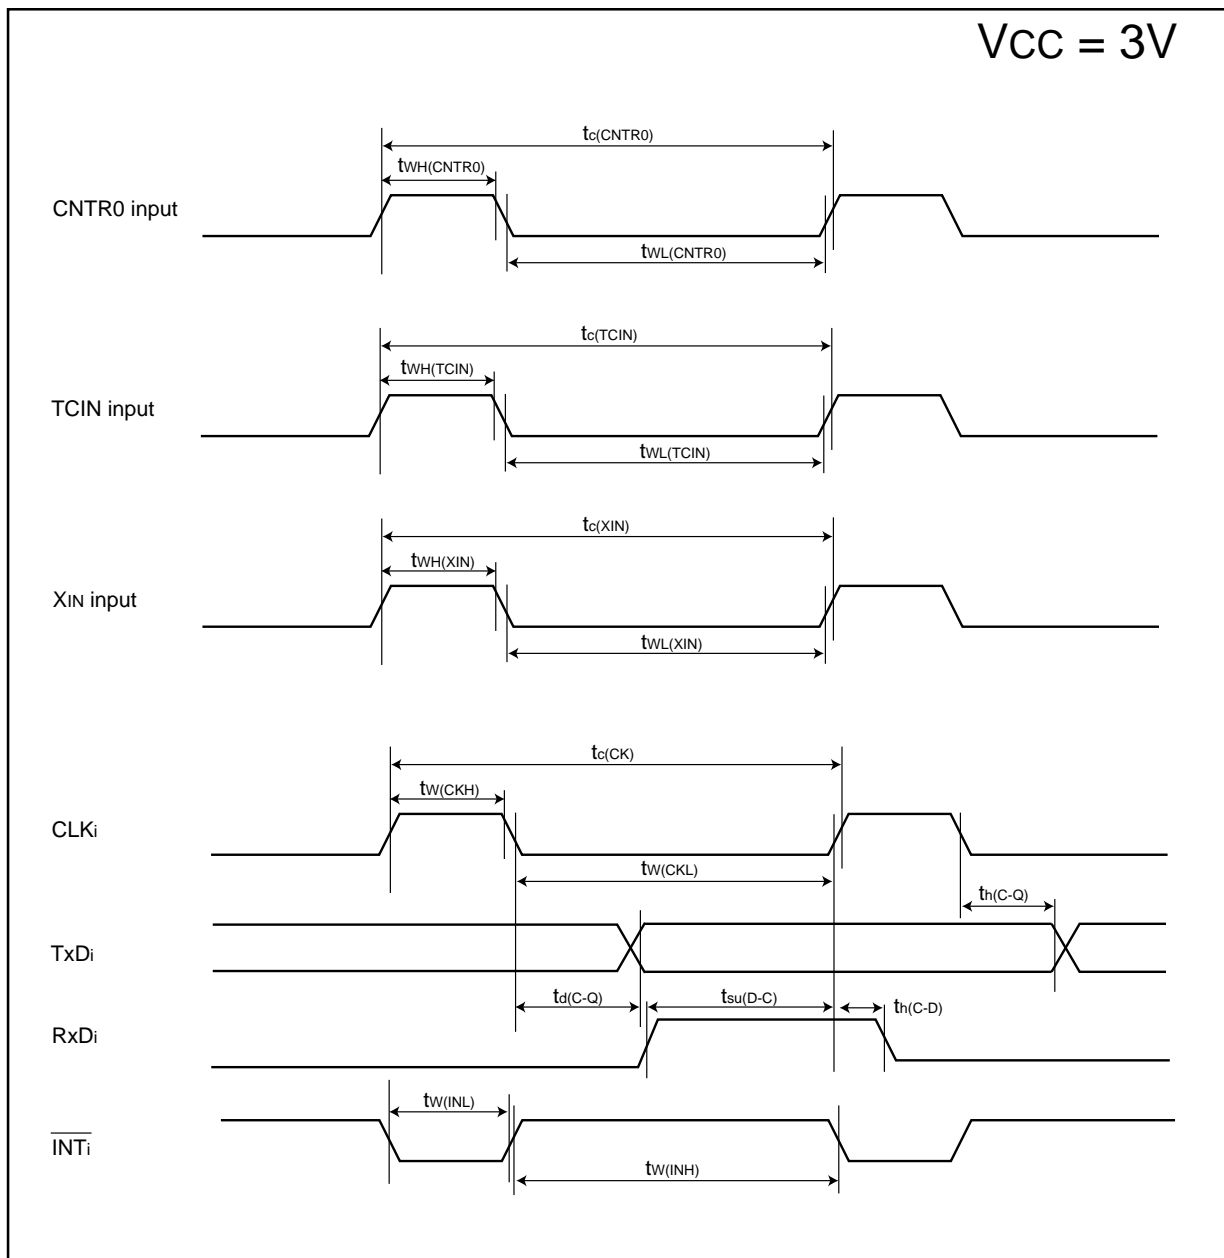 VCC = 3V
tc(CNTR0)
tWH(CNTR0)
CNTR0 input
tWL(CNTR0)
tc(TCIN)
tWH(TCIN)
TCIN input
tWL(TCIN)
tc(XIN)
tWH(XIN)
XIN input
tWL(XIN)
tc(CK)
tW(CKH)
CLKi
tW(CKL)
th(C-Q)
TxDi
td(C-Q)
tsu(D-C)
th(C-D)
RxDi
tW(INL)
INTi
tW(INH)